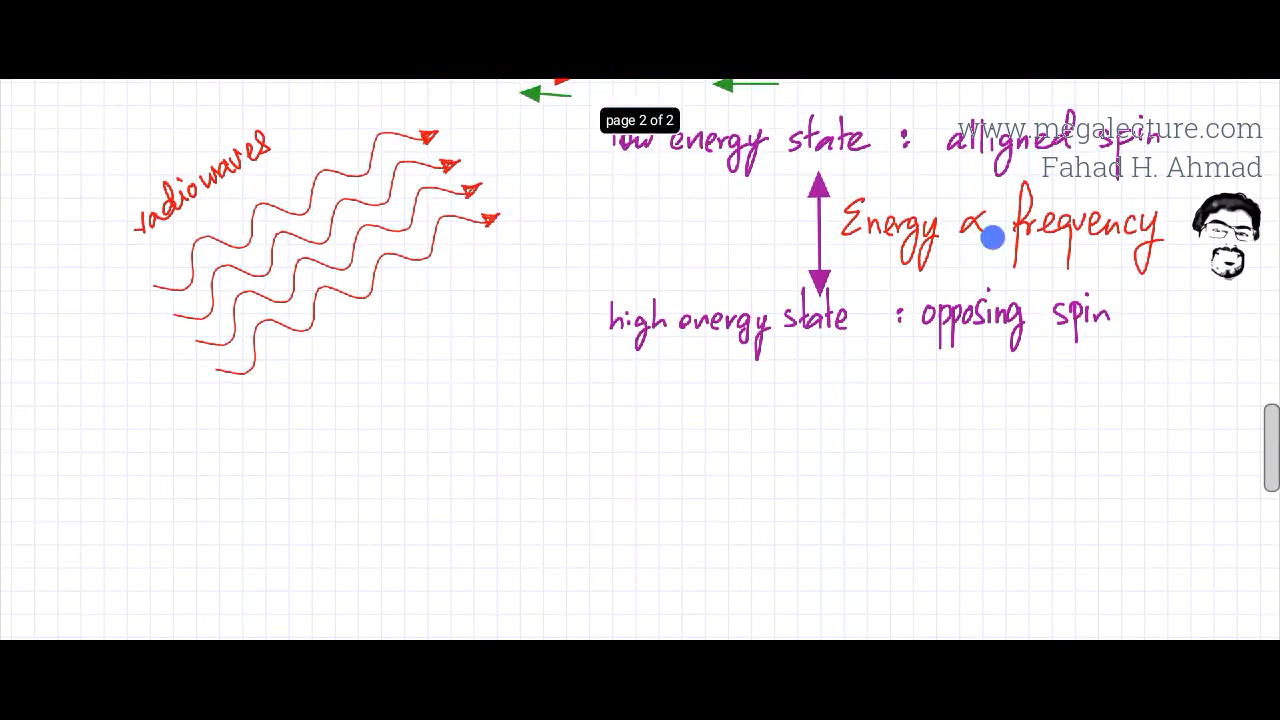 page 2 of 2
www.megalecture.com
low energy state : alligned spin
Fahad H. Ahmad
radiowaves
Energy ∝ frequency
high energy state : opposing spin